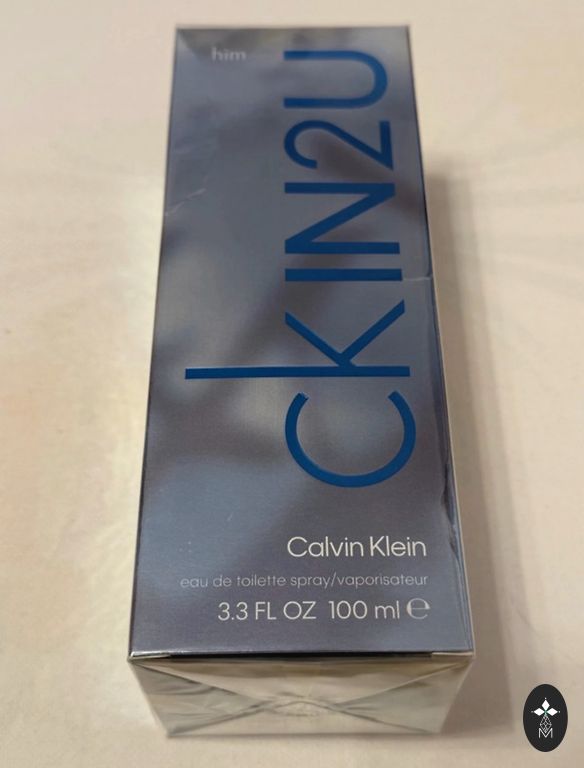 him
ckIN2U
Calvin Klein
eau de toilette spray/vaporisateur
3.3 FL OZ 100 ml ℮
M